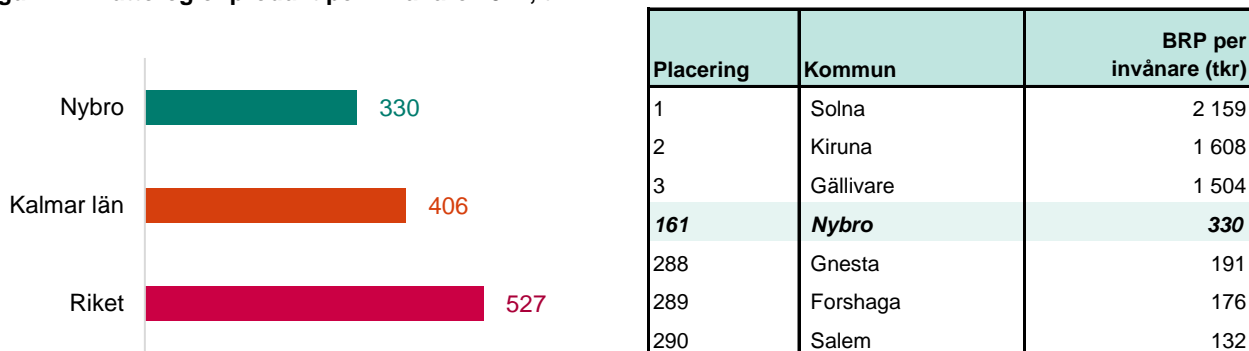 Nybro
330
Kalmar län
406
Riket
527
Placering Kommun BRP per invånare (tkr)
1 Solna 2 159
2 Kiruna 1 608
3 Gällivare 1 504
161 Nybro 330
288 Gnesta 191
289 Forshaga 176
290 Salem 132